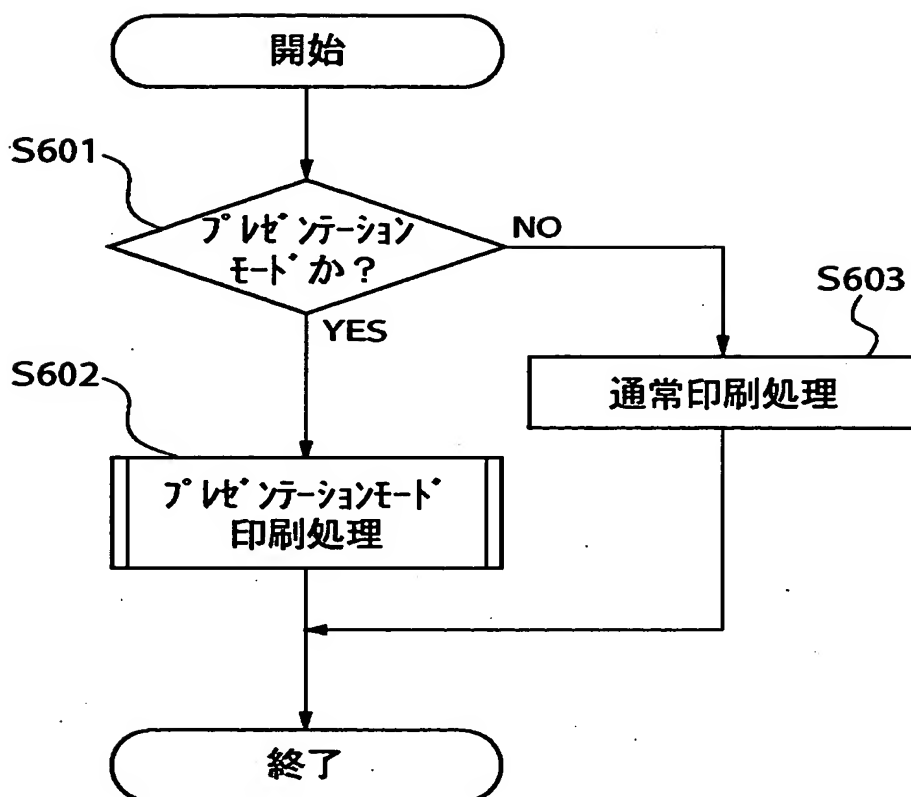 開始
S601
プレゼンテーション
モードか？
NO
YES
S603
通常印刷処理
S602
プレゼンテーションモード
印刷処理
終了